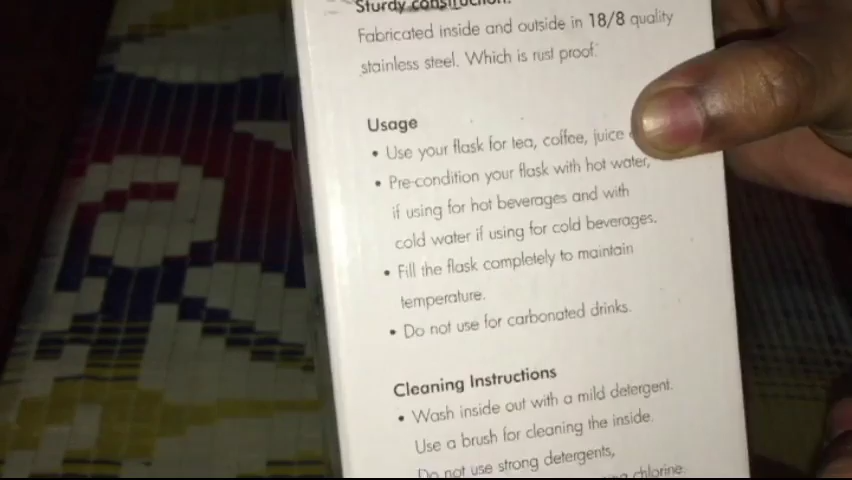 Sturdy construction.
Fabricated inside and outside in 18/8 quality
stainless steel. Which is rust proof.
Usage
• Use your flask for tea, coffee, juice
• Pre-condition your flask with hot water,
if using for hot beverages and with
cold water if using for cold beverages.
• Fill the flask completely to maintain
temperature.
• Do not use for carbonated drinks.
Cleaning Instructions
• Wash inside out with a mild detergent.
Use a brush for cleaning the inside.
Do not use strong detergents,
chlorine